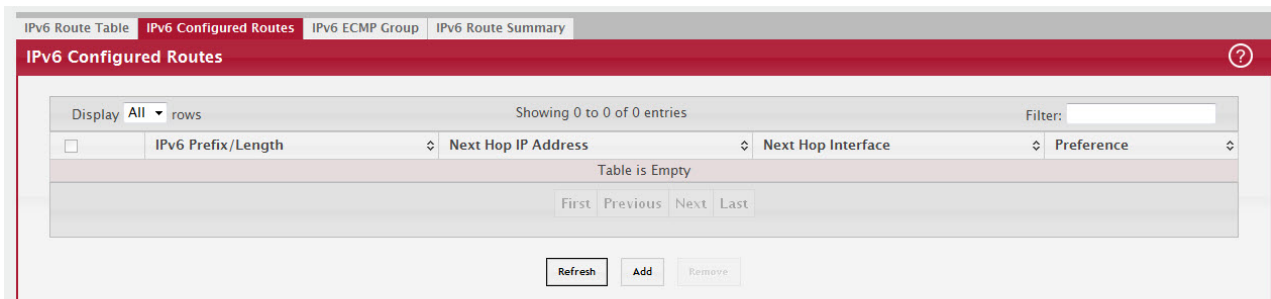 IPv6 Route Table IPv6 Configured Routes IPv6 ECMP Group IPv6 Route Summary
IPv6 Configured Routes ?
Display All rows Showing 0 to 0 of 0 entries Filter:
IPv6 Prefix/Length Next Hop IP Address Next Hop Interface Preference
Table is Empty
First Previous Next Last
Refresh Add Remove